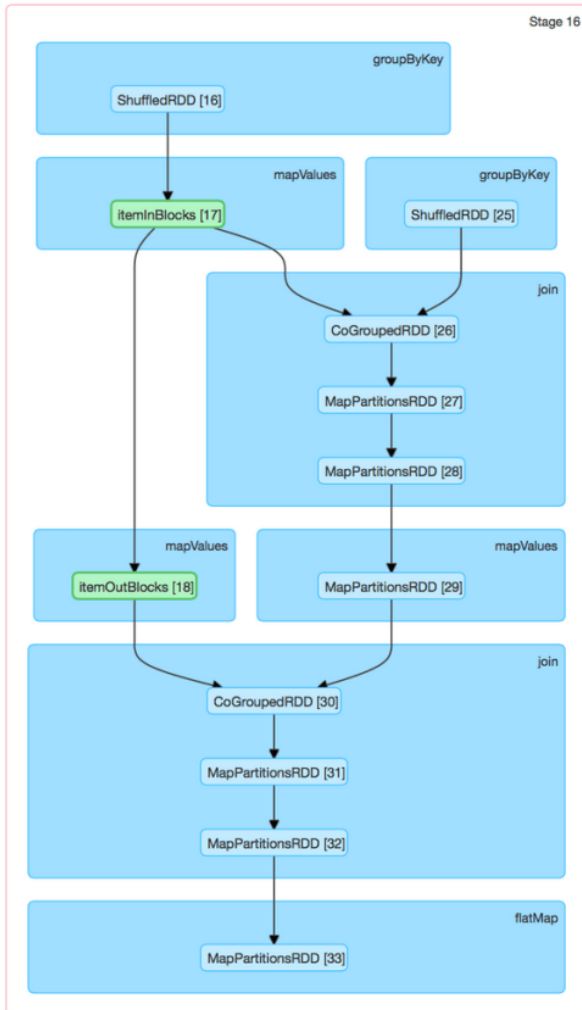 Stage 16
groupByKey
ShuffledRDD [16]
mapValues
groupByKey
itemInBlocks [17]
ShuffledRDD [25]
join
CoGroupedRDD [26]
MapPartitionsRDD [27]
MapPartitionsRDD [28]
mapValues
mapValues
itemOutBlocks [18]
MapPartitionsRDD [29]
join
CoGroupedRDD [30]
MapPartitionsRDD [31]
MapPartitionsRDD [32]
flatMap
MapPartitionsRDD [33]